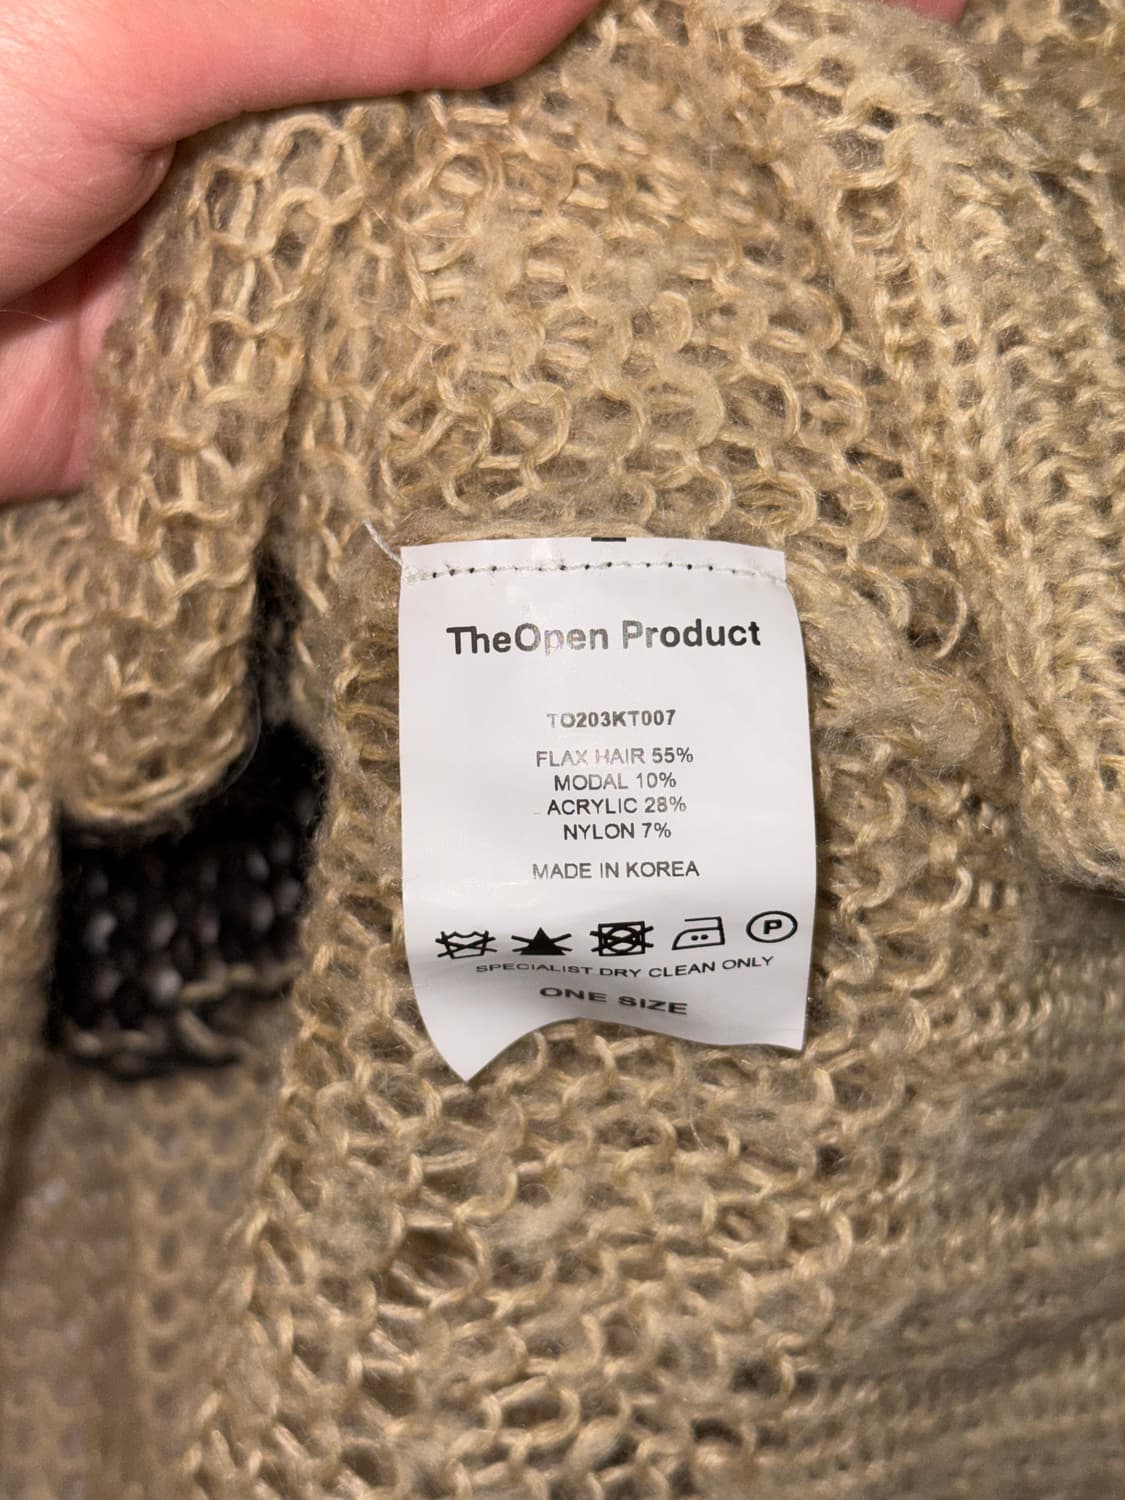 TheOpen Product
TO203KT007
FLAX HAIR 55%
MODAL 10%
ACRYLIC 28%
NYLON 7%
MADE IN KOREA
P
SPECIALIST DRY CLEAN ONLY
ONE SIZE